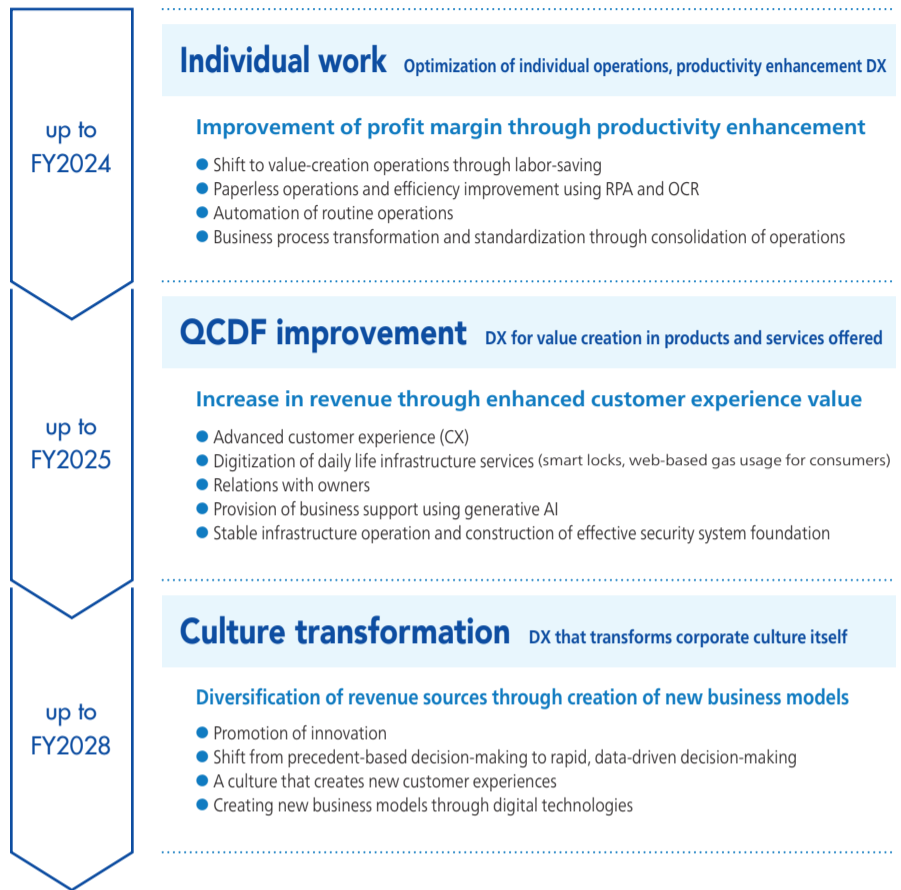 up to
FY2024
Individual work Optimization of individual operations, productivity enhancement DX
Improvement of profit margin through productivity enhancement
● Shift to value-creation operations through labor-saving
● Paperless operations and efficiency improvement using RPA and OCR
● Automation of routine operations
● Business process transformation and standardization through consolidation of operations
up to
FY2025
QCDF improvement DX for value creation in products and services offered
Increase in revenue through enhanced customer experience value
● Advanced customer experience (CX)
● Digitization of daily life infrastructure services (smart locks, web-based gas usage for consumers)
● Relations with owners
● Provision of business support using generative AI
● Stable infrastructure operation and construction of effective security system foundation
up to
FY2028
Culture transformation DX that transforms corporate culture itself
Diversification of revenue sources through creation of new business models
● Promotion of innovation
● Shift from precedent-based decision-making to rapid, data-driven decision-making
● A culture that creates new customer experiences
● Creating new business models through digital technologies